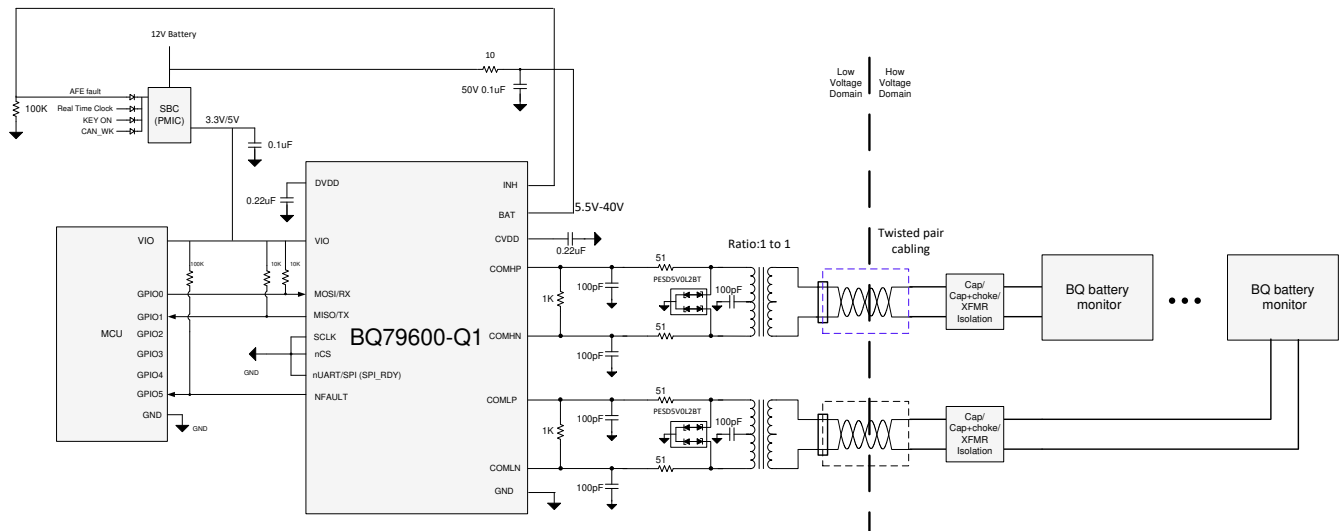 12V Battery
10
50V 0.1uF
Low
Voltage
Domain
How
Voltage
Domain
100K
AFE fault
Real Time Clock
KEY ON
CAN_WK
SBC
(PMIC)
3.3V/5V
0.1uF
0.22uF
DVDD
INH
BAT
5.5V-40V
CVDD
0.22uF
VIO
VIO
100K
10K
10K
GPIO0
GPIO1
GPIO2
GPIO3
GPIO4
GPIO5
GND
MCU
GND
GND
MOSI/RX
MISO/TX
SCLK
nCS
nUART/SPI (SPI_RDY)
NFAULT
BQ79600-Q1
COMHP
COMHN
COMLP
COMLN
GND
1K
100pF
100pF
51
PESD5V0L2BT
51
100pF
Ratio:1 to 1
Twisted pair
cabling
Cap/
Cap+choke/
XFMR
Isolation
BQ battery
monitor
BQ battery
monitor
1K
100pF
100pF
51
PESD5V0L2BT
51
100pF
Cap/
Cap+choke/
XFMR
Isolation